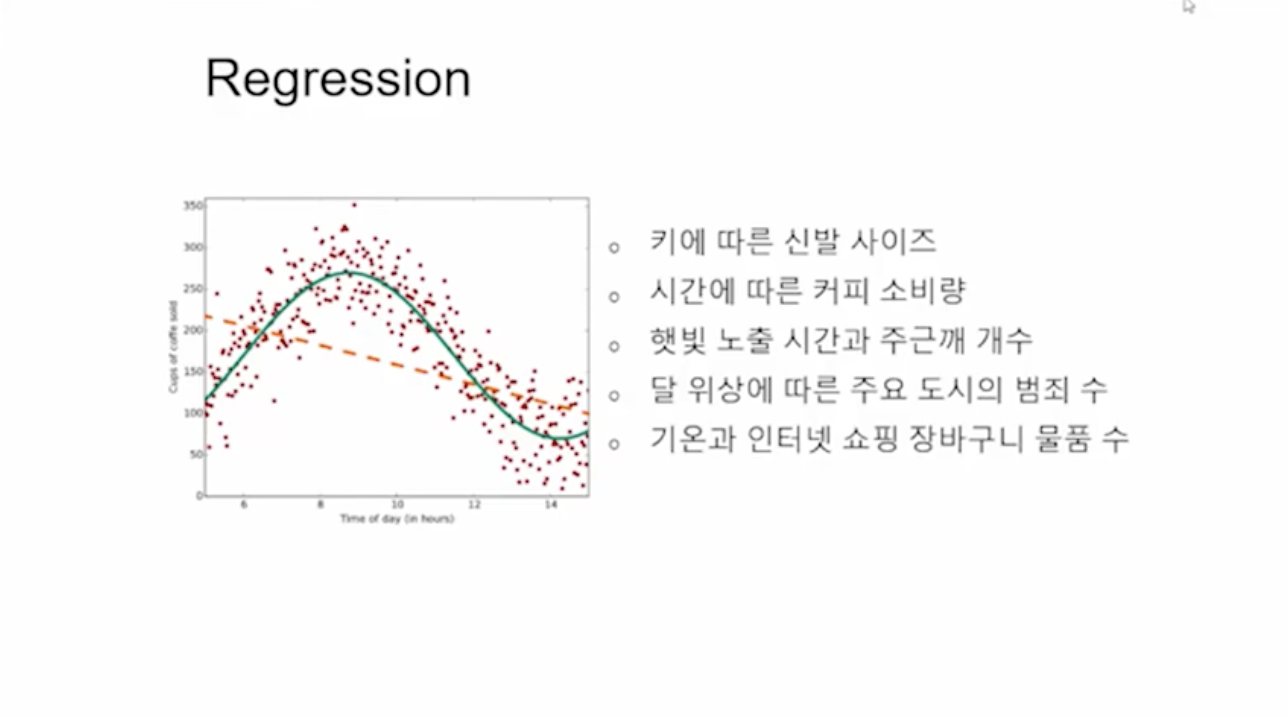 Regression
350
300
250
200
150
100
50
0
Cups of coffe sold
6 8 10 12 14
Time of day (in hours)
키에 따른 신발 사이즈
시간에 따른 커피 소비량
햇빛 노출 시간과 주근깨 개수
달 위상에 따른 주요 도시의 범죄 수
기온과 인터넷 쇼핑 장바구니 물품 수